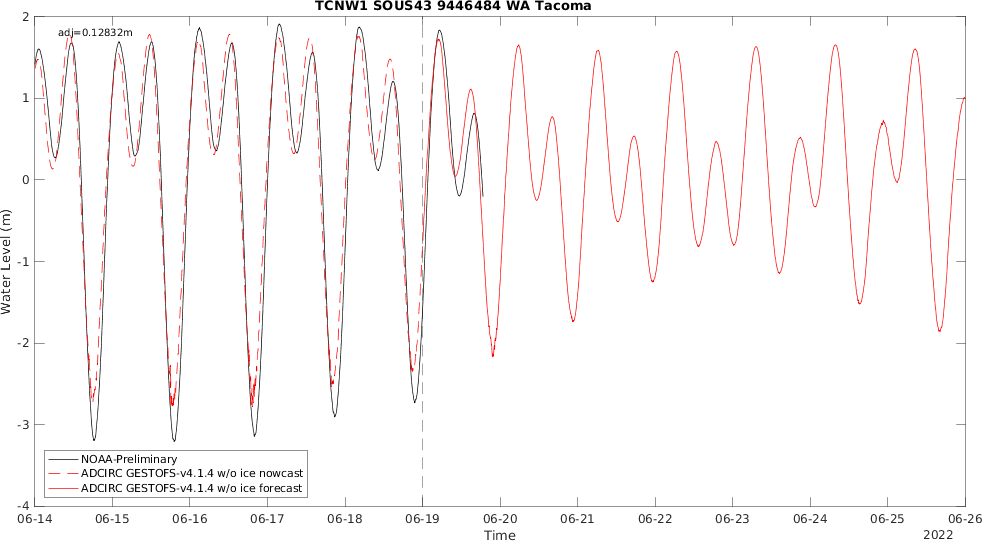 TCNW1 SOUS43 9446484 WA Tacoma
adj=0.12832m
2
1
0
-1
-2
-3
-4
Water Level (m)
NOAA-Preliminary
ADCIRC GESTOFS-v4.1.4 w/o ice nowcast
ADCIRC GESTOFS-v4.1.4 w/o ice forecast
06-14 06-15 06-16 06-17 06-18 06-19 06-20 06-21 06-22 06-23 06-24 06-25 06-26
Time
2022